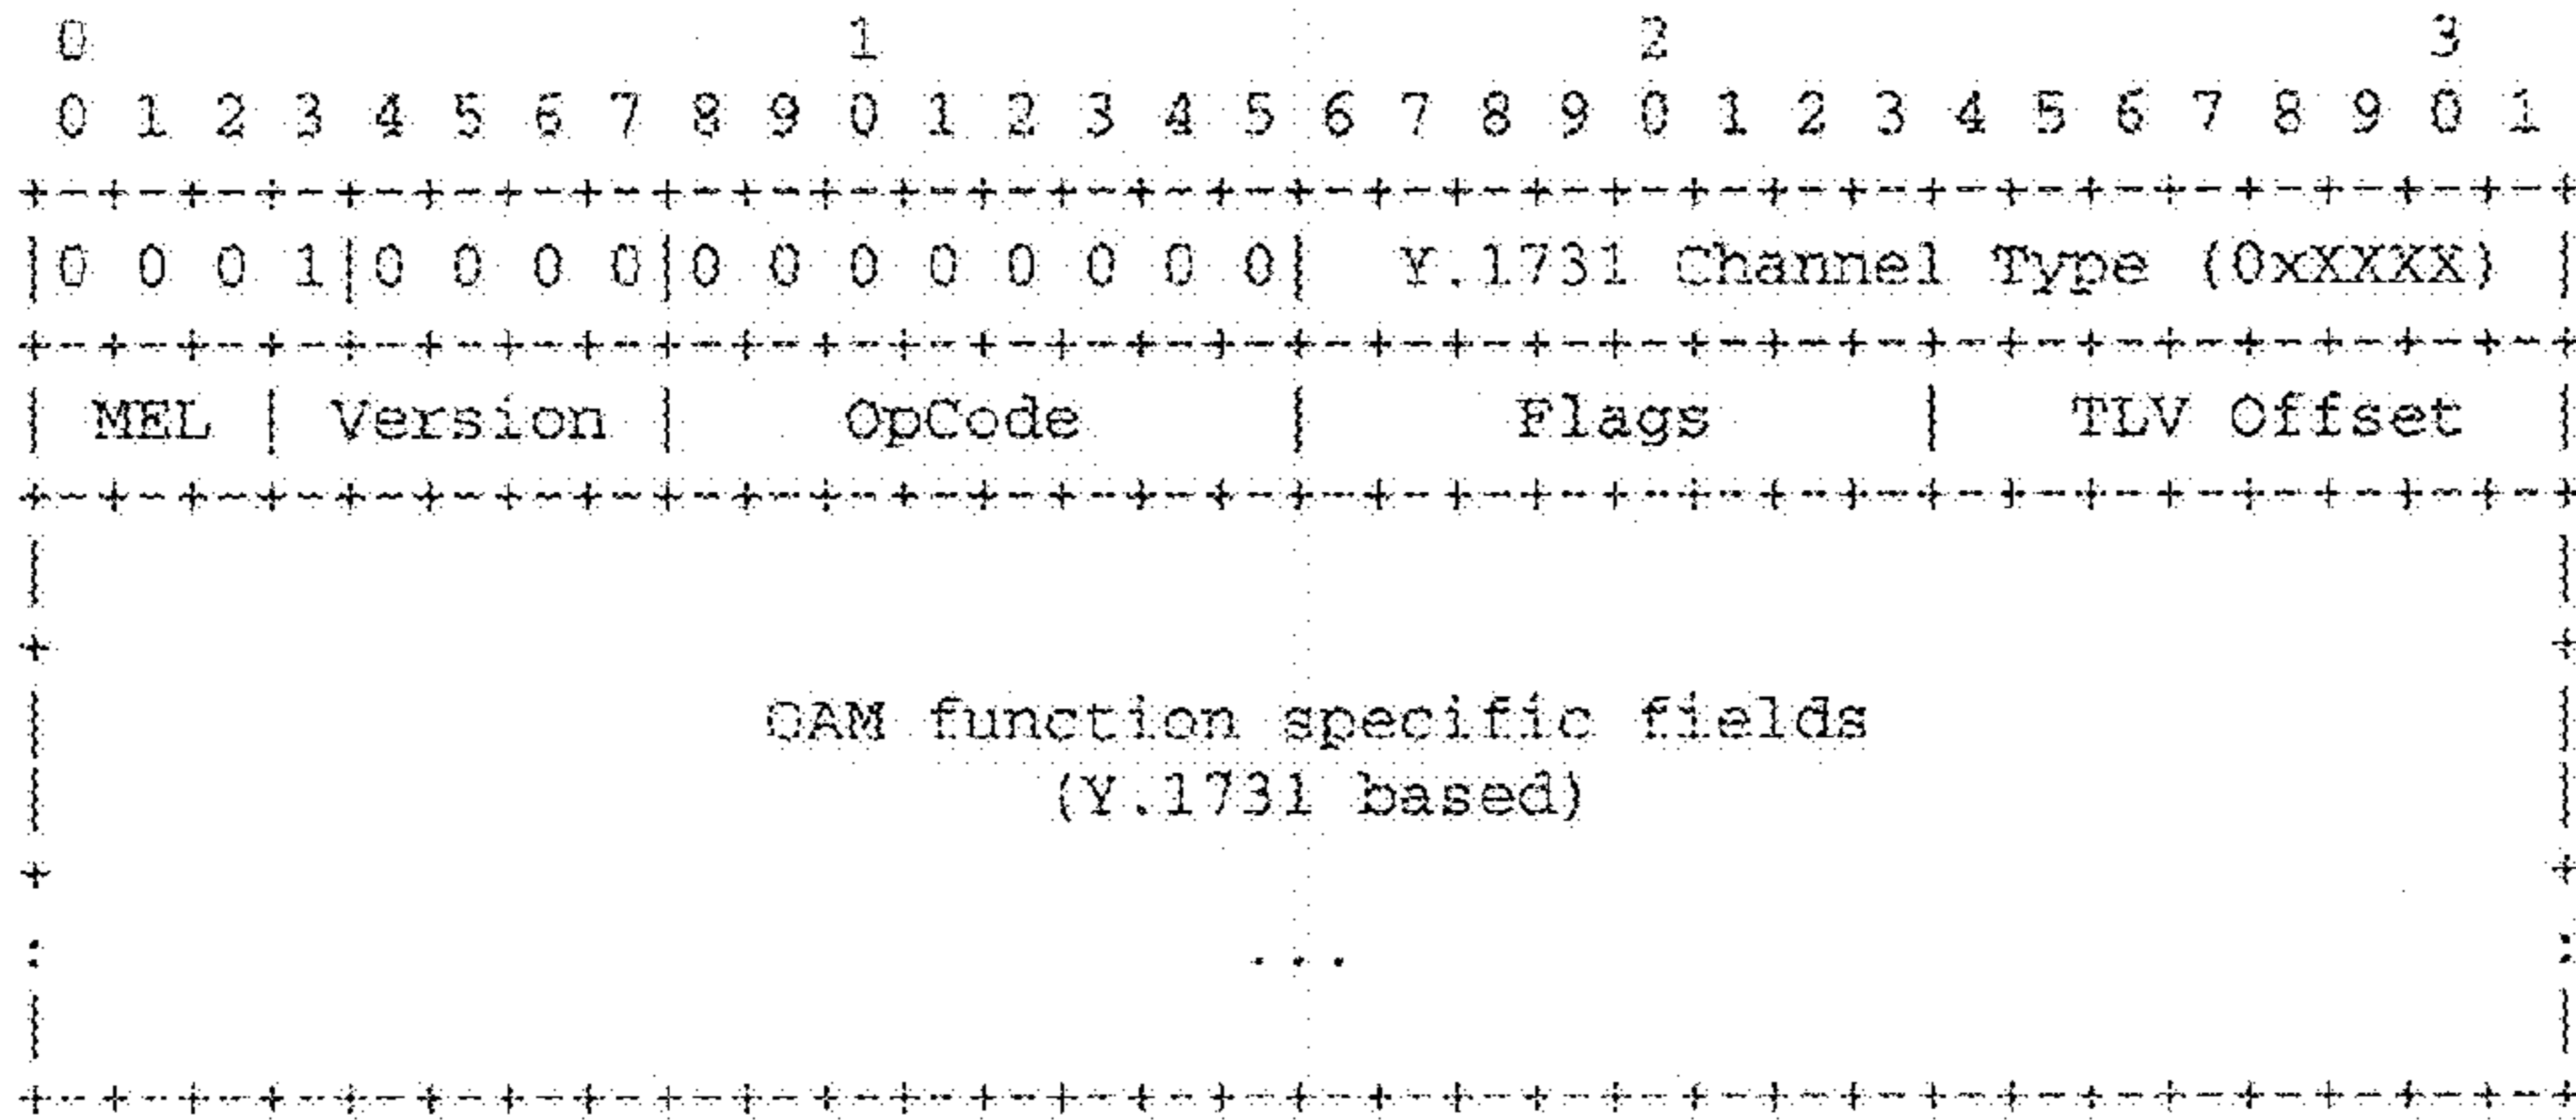 0 1 2 3
0 1 2 3 4 5 6 7 8 9 0 1 2 3 4 5 6 7 8 9 0 1 2 3 4 5 6 7 8 9 0 1
+-+-+-+-+-+-+-+-+-+-+-+-+-+-+-+-+-+-+-+-+-+-+-+-+-+-+-+-+-+-+-+-+
|0 0 0 1|0 0 0 0|0 0 0 0 0 0 0 0| Y.1731 Channel Type (0xXXXX) |
+-+-+-+-+-+-+-+-+-+-+-+-+-+-+-+-+-+-+-+-+-+-+-+-+-+-+-+-+-+-+-+-+
| MEL | Version | OpCode | Flags | TLV Offset |
+-+-+-+-+-+-+-+-+-+-+-+-+-+-+-+-+-+-+-+-+-+-+-+-+-+-+-+-+-+-+-+-+
| |
+ +
| OAM function specific fields |
| (Y.1731 based) |
+ +
: ... :
| |
+-+-+-+-+-+-+-+-+-+-+-+-+-+-+-+-+-+-+-+-+-+-+-+-+-+-+-+-+-+-+-+-+